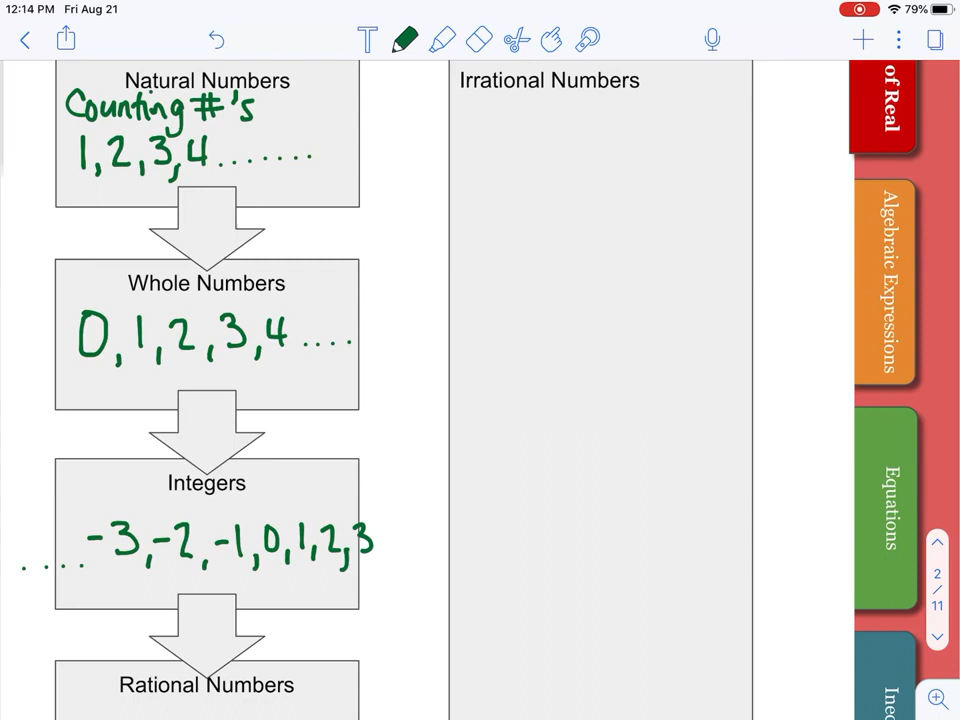 12:14 PM Fri Aug 21
79%
Natural Numbers
Counting #'s
1, 2, 3, 4 . . . . . . .
Whole Numbers
0, 1, 2, 3, 4 . . . .
Integers
. . . . -3, -2, -1, 0, 1, 2, 3
Rational Numbers
Irrational Numbers
of Real
Algebraic Expressions
Equations
Ineq
2
/
11